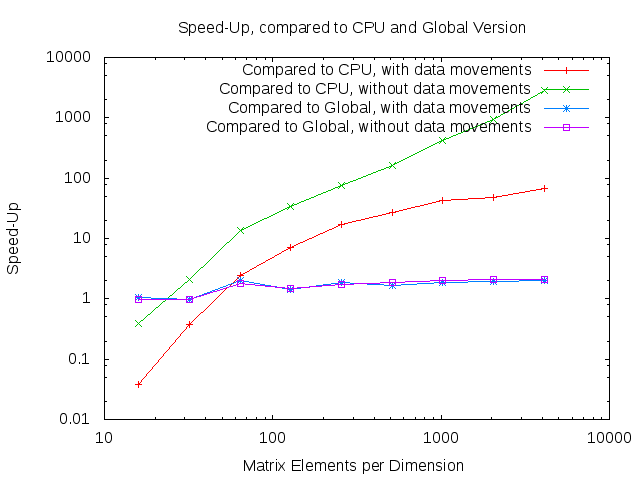 Speed-Up, compared to CPU and Global Version
10000
1000
100
10
1
0.1
0.01
Speed-Up
Compared to CPU, with data movements
Compared to CPU, without data movements
Compared to Global, with data movements
Compared to Global, without data movements
10 100 1000 10000
Matrix Elements per Dimension